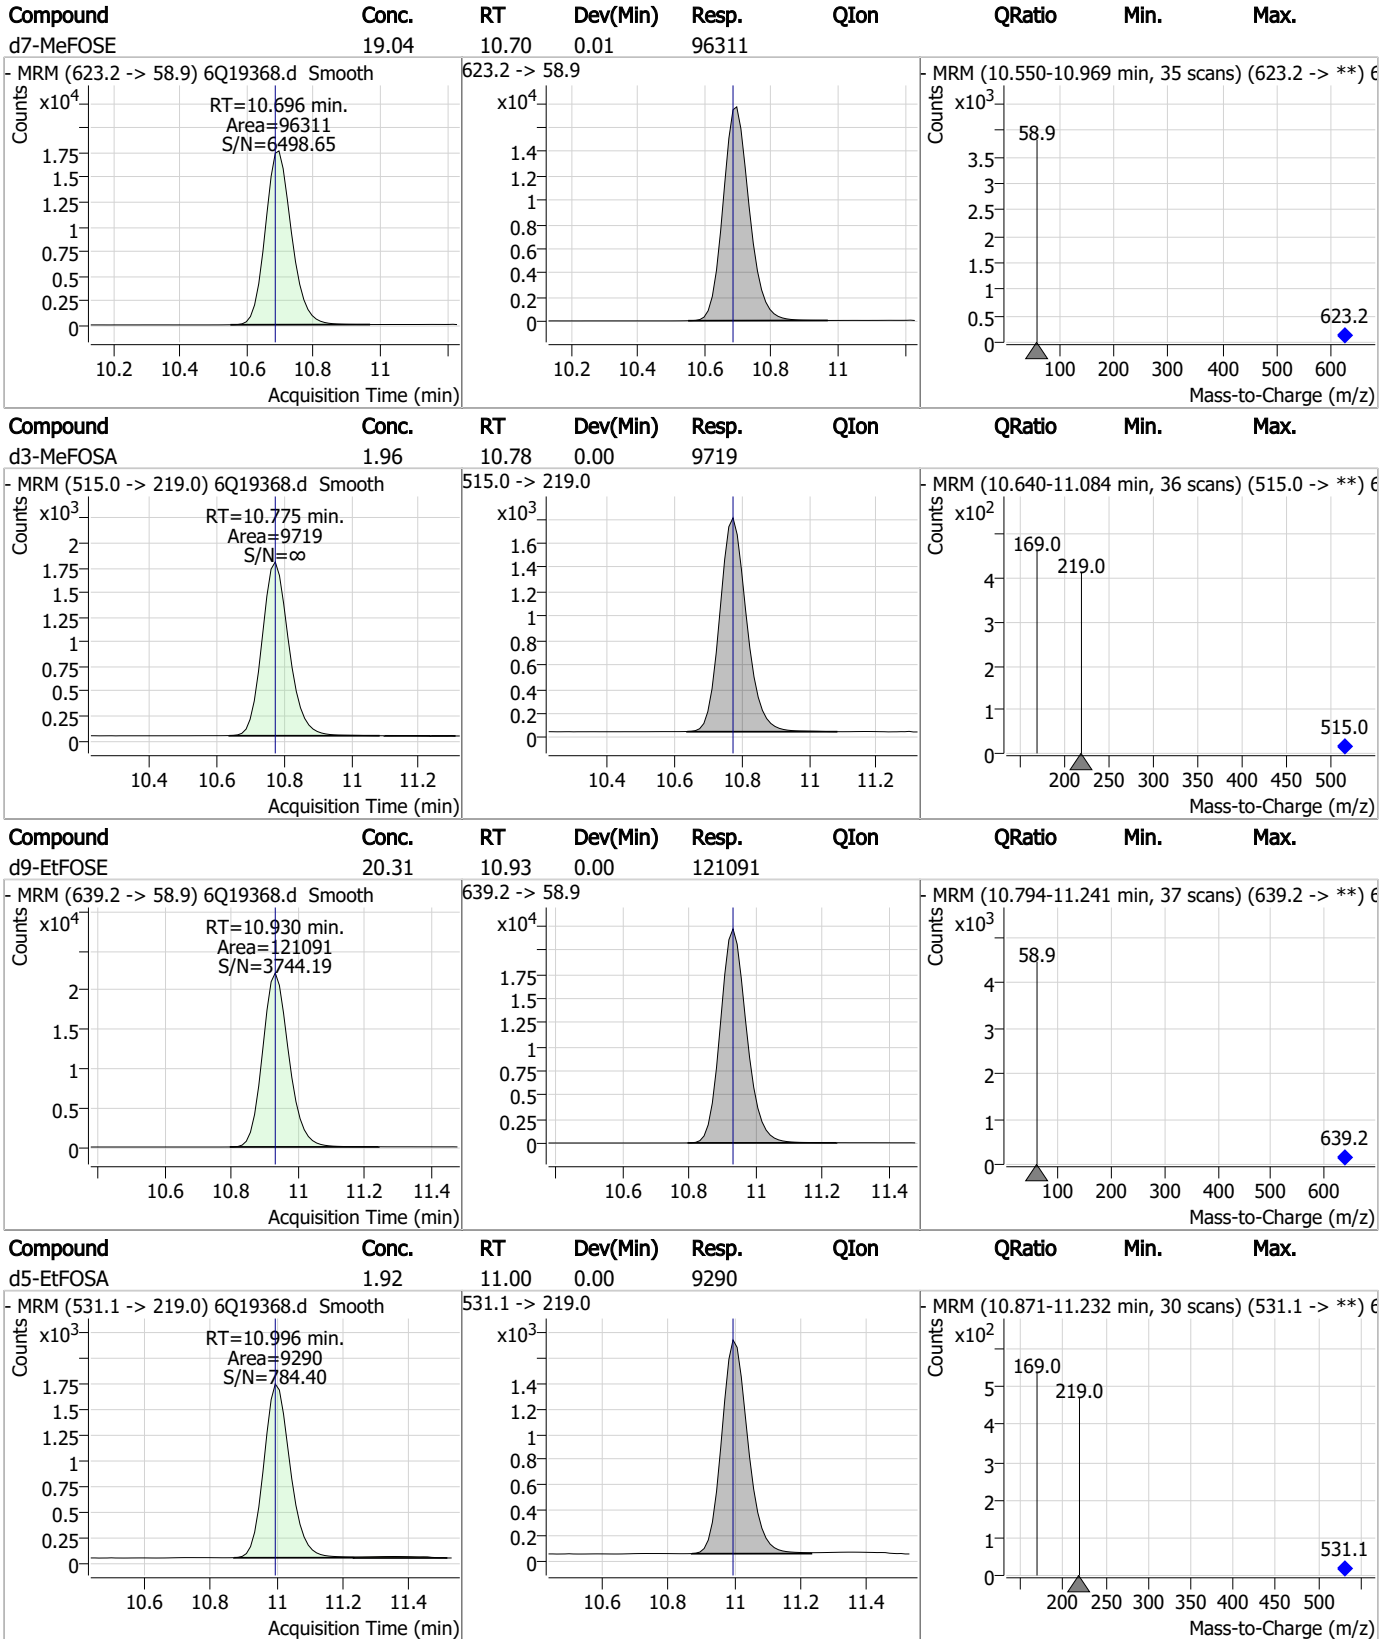 Compound Conc. RT Dev(Min) Resp. QIon QRatio Min. Max.
d7-MeFOSE 19.04 10.70 0.01 96311
- MRM (623.2 -> 58.9) 6Q19368.d Smooth
Counts
x10^4
RT=10.696 min.
Area=96311
S/N=6498.65
1.75
1.5
1.25
1
0.75
0.5
0.25
0
10.2 10.4 10.6 10.8 11
Acquisition Time (min)
623.2 -> 58.9
x10^4
1.4
1.2
1
0.8
0.6
0.4
0.2
0
10.2 10.4 10.6 10.8 11
- MRM (10.550-10.969 min, 35 scans) (623.2 -> **) 6
Counts
x10^3
58.9
3.5
3
2.5
2
1.5
1
0.5
0
623.2
100 200 300 400 500 600
Mass-to-Charge (m/z)
Compound Conc. RT Dev(Min) Resp. QIon QRatio Min. Max.
d3-MeFOSA 1.96 10.78 0.00 9719
- MRM (515.0 -> 219.0) 6Q19368.d Smooth
Counts
x10^3
RT=10.775 min.
Area=9719
S/N=∞
2
1.75
1.5
1.25
1
0.75
0.5
0.25
0
10.4 10.6 10.8 11 11.2
Acquisition Time (min)
515.0 -> 219.0
x10^3
1.6
1.4
1.2
1
0.8
0.6
0.4
0.2
0
10.4 10.6 10.8 11 11.2
- MRM (10.640-11.084 min, 36 scans) (515.0 -> **) 6
Counts
x10^2
169.0
219.0
4
3
2
1
0
515.0
200 250 300 350 400 450 500
Mass-to-Charge (m/z)
Compound Conc. RT Dev(Min) Resp. QIon QRatio Min. Max.
d9-EtFOSE 20.31 10.93 0.00 121091
- MRM (639.2 -> 58.9) 6Q19368.d Smooth
Counts
x10^4
RT=10.930 min.
Area=121091
S/N=3744.19
2
1.5
1
0.5
0
10.6 10.8 11 11.2 11.4
Acquisition Time (min)
639.2 -> 58.9
x10^4
1.75
1.5
1.25
1
0.75
0.5
0.25
0
10.6 10.8 11 11.2 11.4
- MRM (10.794-11.241 min, 37 scans) (639.2 -> **) 6
Counts
x10^3
58.9
4
3
2
1
0
639.2
100 200 300 400 500 600
Mass-to-Charge (m/z)
Compound Conc. RT Dev(Min) Resp. QIon QRatio Min. Max.
d5-EtFOSA 1.92 11.00 0.00 9290
- MRM (531.1 -> 219.0) 6Q19368.d Smooth
Counts
x10^3
RT=10.996 min.
Area=9290
S/N=784.40
1.75
1.5
1.25
1
0.75
0.5
0.25
0
10.6 10.8 11 11.2 11.4
Acquisition Time (min)
531.1 -> 219.0
x10^3
1.4
1.2
1
0.8
0.6
0.4
0.2
0
10.6 10.8 11 11.2 11.4
- MRM (10.871-11.232 min, 30 scans) (531.1 -> **) 6
Counts
x10^2
169.0
219.0
5
4
3
2
1
0
531.1
200 250 300 350 400 450 500
Mass-to-Charge (m/z)